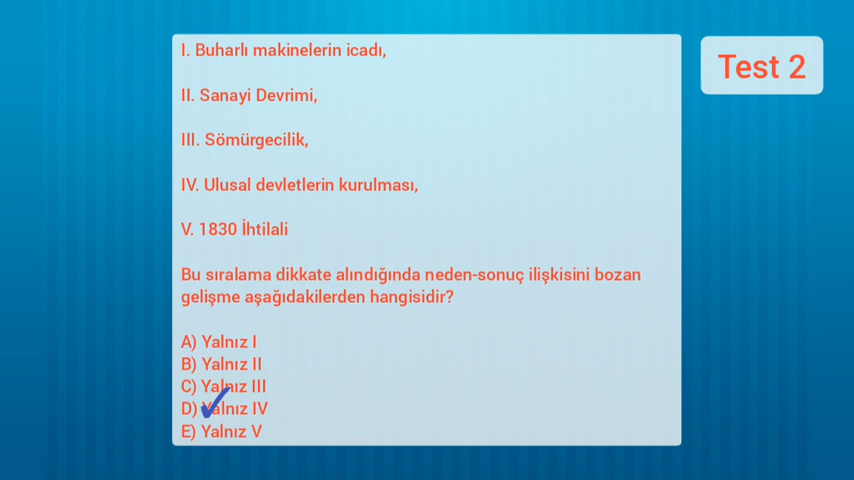 I. Buharlı makinelerin icadı,
Test 2
II. Sanayi Devrimi,
III. Sömürgecilik,
IV. Ulusal devletlerin kurulması,
V. 1830 İhtilali
Bu sıralama dikkate alındığında neden-sonuç ilişkisini bozan
gelişme aşağıdakilerden hangisidir?
A) Yalnız I
B) Yalnız II
C) Yalnız III
D) Yalnız IV
E) Yalnız V